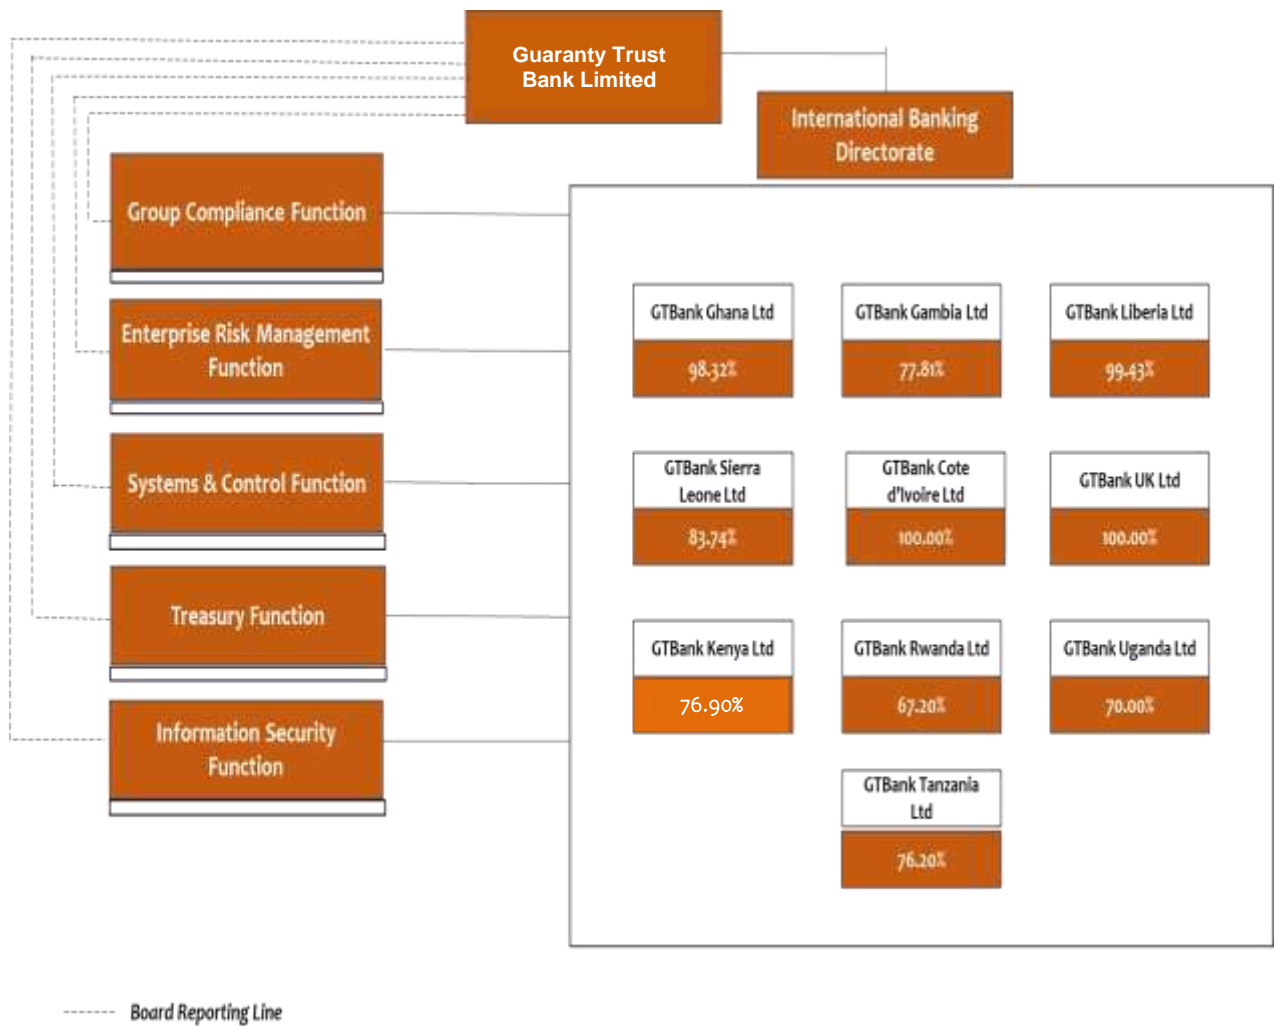 Guaranty Trust
Bank Limited
International Banking
Directorate
Group Compliance Function
Enterprise Risk Management
Function
Systems & Control Function
Treasury Function
Information Security
Function
GTBank Ghana Ltd
98.32%
GTBank Gambia Ltd
77.81%
GTBank Liberia Ltd
99.43%
GTBank Sierra
Leone Ltd
83.74%
GTBank Cote
d'Ivoire Ltd
100.00%
GTBank UK Ltd
100.00%
GTBank Kenya Ltd
76.90%
GTBank Rwanda Ltd
67.20%
GTBank Uganda Ltd
70.00%
GTBank Tanzania
Ltd
76.20%
Board Reporting Line